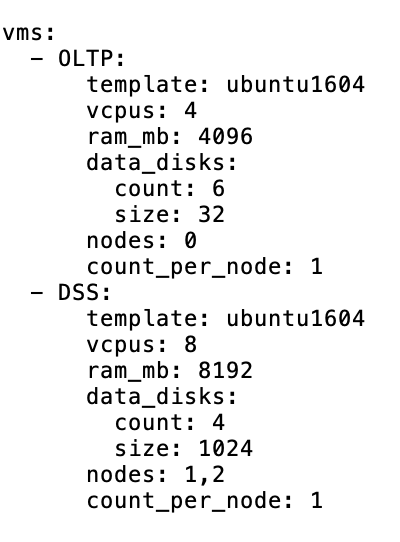 vms:
  - OLTP:
      template: ubuntu1604
      vcpus: 4
      ram_mb: 4096
      data_disks:
        count: 6
        size: 32
      nodes: 0
      count_per_node: 1
  - DSS:
      template: ubuntu1604
      vcpus: 8
      ram_mb: 8192
      data_disks:
        count: 4
        size: 1024
      nodes: 1,2
      count_per_node: 1